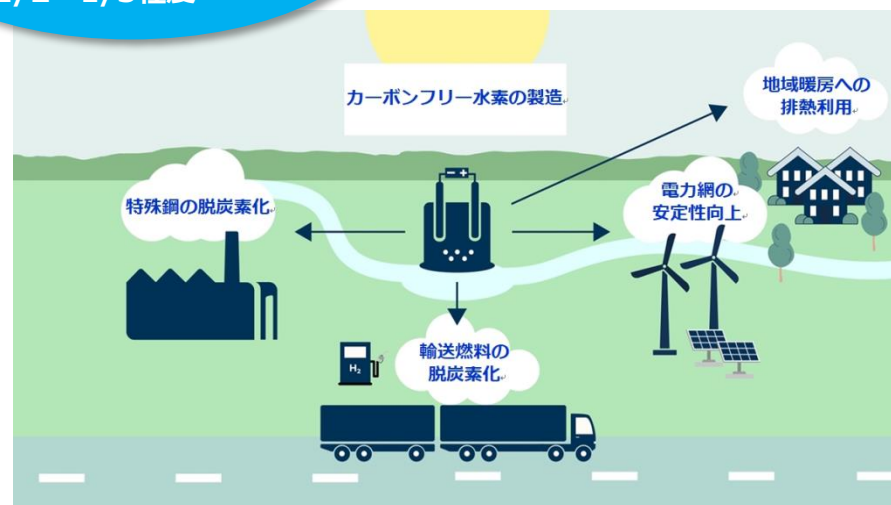 カーボンフリー水素の製造
地域暖房への
排熱利用
特殊鋼の脱炭素化
電力網の
安定性向上
輸送燃料の
脱炭素化
H₂